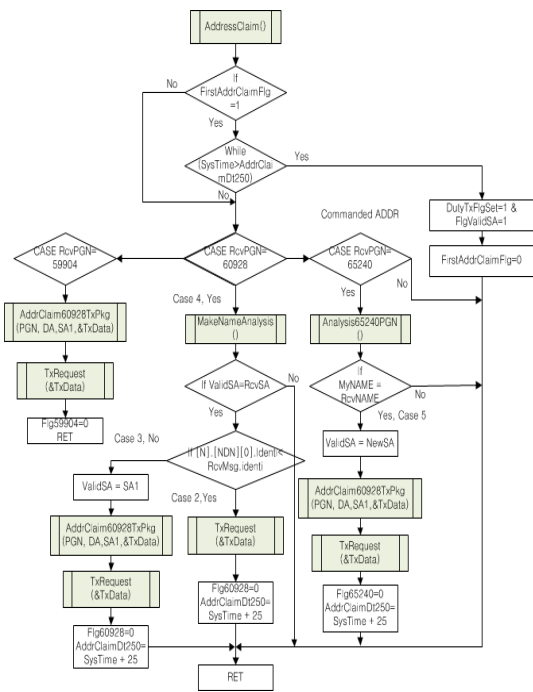 AddressClaim()
If
FirstAddrClaimFlg
=1
No
Yes
While
(SysTime>AddrClai
mDt250)
Yes
No
Commanded ADDR
DutyTxFlgSet=1 &
FlgValidSA=1
FirstAddrClaimFlg=0
CASE RcvPGN=
59904
CASE RcvPGN=
60928
CASE RcvPGN=
65240
No
Case 4, Yes
Yes
AddrClaim60928TxPkg
(PGN, DA,SA1,&TxData)
MakeNameAnalysis
()
Analysis65240PGN
()
TxRequest
(&TxData)
If ValidSA=RcvSA
No
If
MyNAME =
RcvNAME
No
Flg59904=0
RET
Yes
Yes, Case 5
Case 3, No
If [N].[NDN][0].Identi<
RcvMsg.identi
ValidSA = NewSA
ValidSA = SA1
Case 2,Yes
AddrClaim60928TxPkg
(PGN, DA,SA1,&TxData)
AddrClaim60928TxPkg
(PGN, DA,SA1,&TxData)
TxRequest
(&TxData)
TxRequest
(&TxData)
TxRequest
(&TxData)
Flg60928=0
AddrClaimDt250=
SysTime + 25
Flg65240=0
AddrClaimDt250=
SysTime + 25
Flg60928=0
AddrClaimDt250=
SysTime + 25
RET